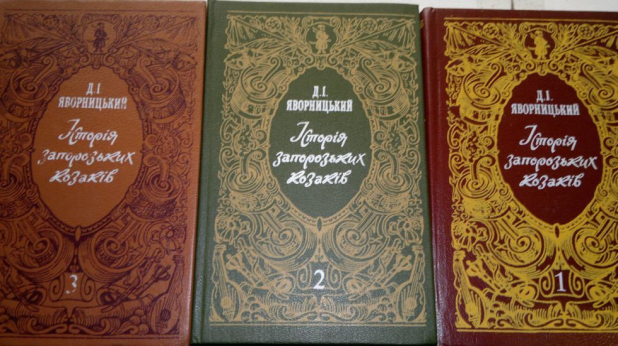 Д.І
ЯВОРНИЦЬКИЙ
Історія
запорозьких
козаків
3
Д.І.
ЯВОРНИЦЬКИЙ
Історія
запорозьких
козаків
2
Д.І.
ЯВОРНИЦЬКИЙ
Історія
запорозьких
козаків
1